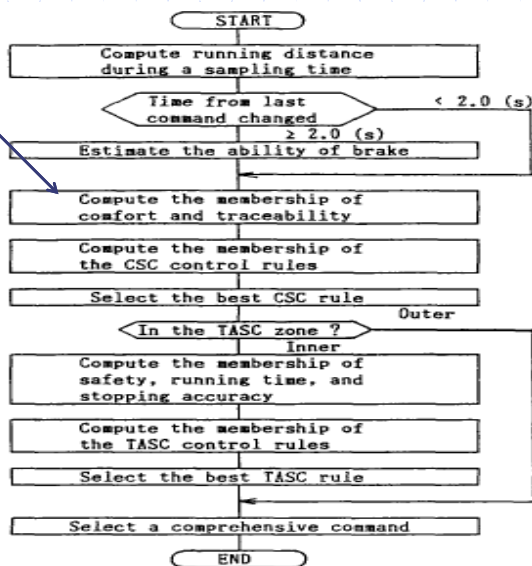 START
Compute running distance
during a sampling time
Time from last
command changed
< 2.0 (s)
≥ 2.0 (s)
Estimate the ability of brake
Compute the membership of
comfort and traceability
Compute the membership of
the CSC control rules
Select the best CSC rule
In the TASC zone ?
Outer
Inner
Compute the membership of
safety, running time, and
stopping accuracy
Compute the membership of
the TASC control rules
Select the best TASC rule
Select a comprehensive command
END